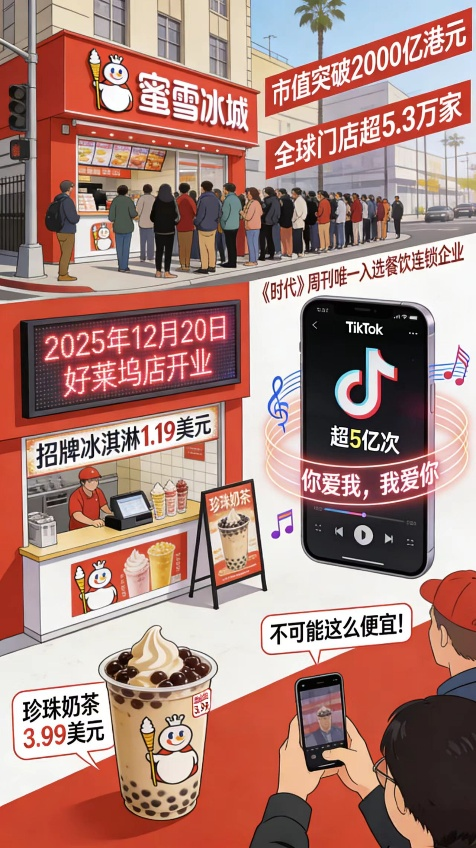 蜜雪冰城
市值突破2000亿港元
全球门店超5.3万家
《时代》周刊唯一入选餐饮连锁企业
2025年12月20日
好莱坞店开业
招牌冰淇淋1.19美元
珍珠奶茶
TikTok
超5亿次
你爱我,我爱你
不可能这么便宜!
珍珠奶茶
3.99美元
3.99